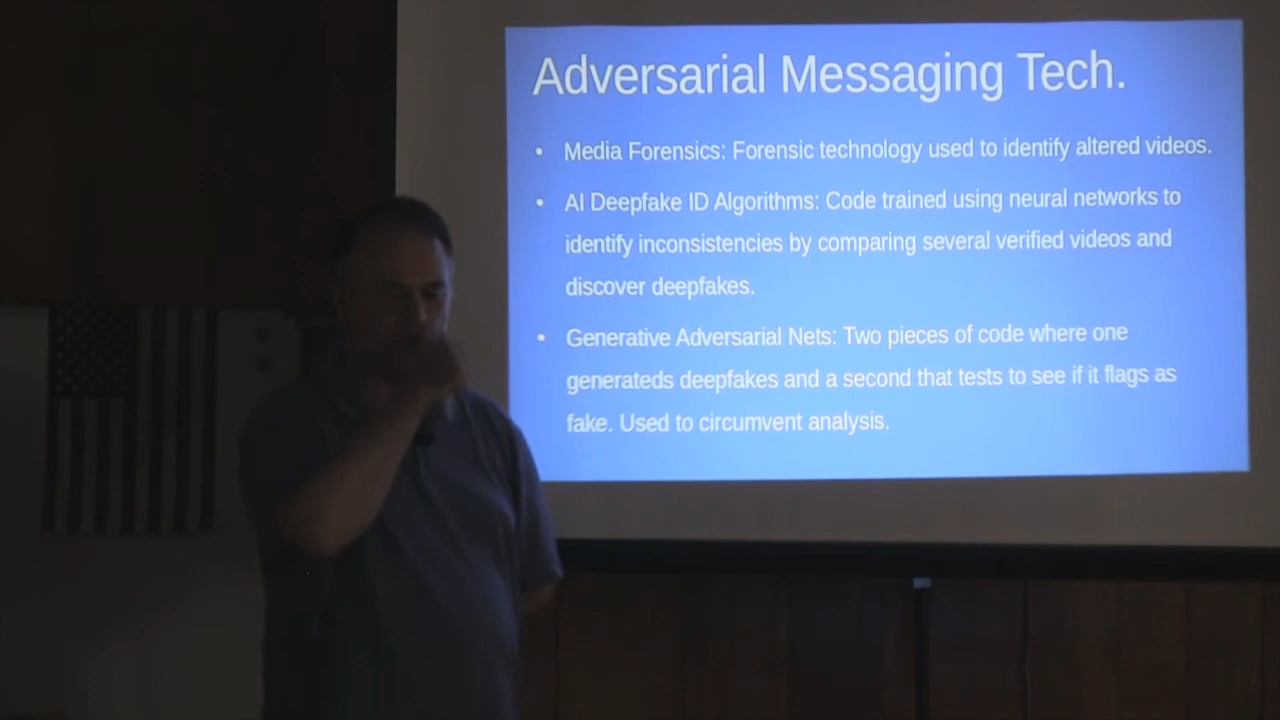 Adversarial Messaging Tech.
• Media Forensics: Forensic technology used to identify altered videos.
• AI Deepfake ID Algorithms: Code trained using neural networks to
identify inconsistencies by comparing several verified videos and
discover deepfakes.
• Generative Adversarial Nets: Two pieces of code where one
generateds deepfakes and a second that tests to see if it flags as
fake. Used to circumvent analysis.